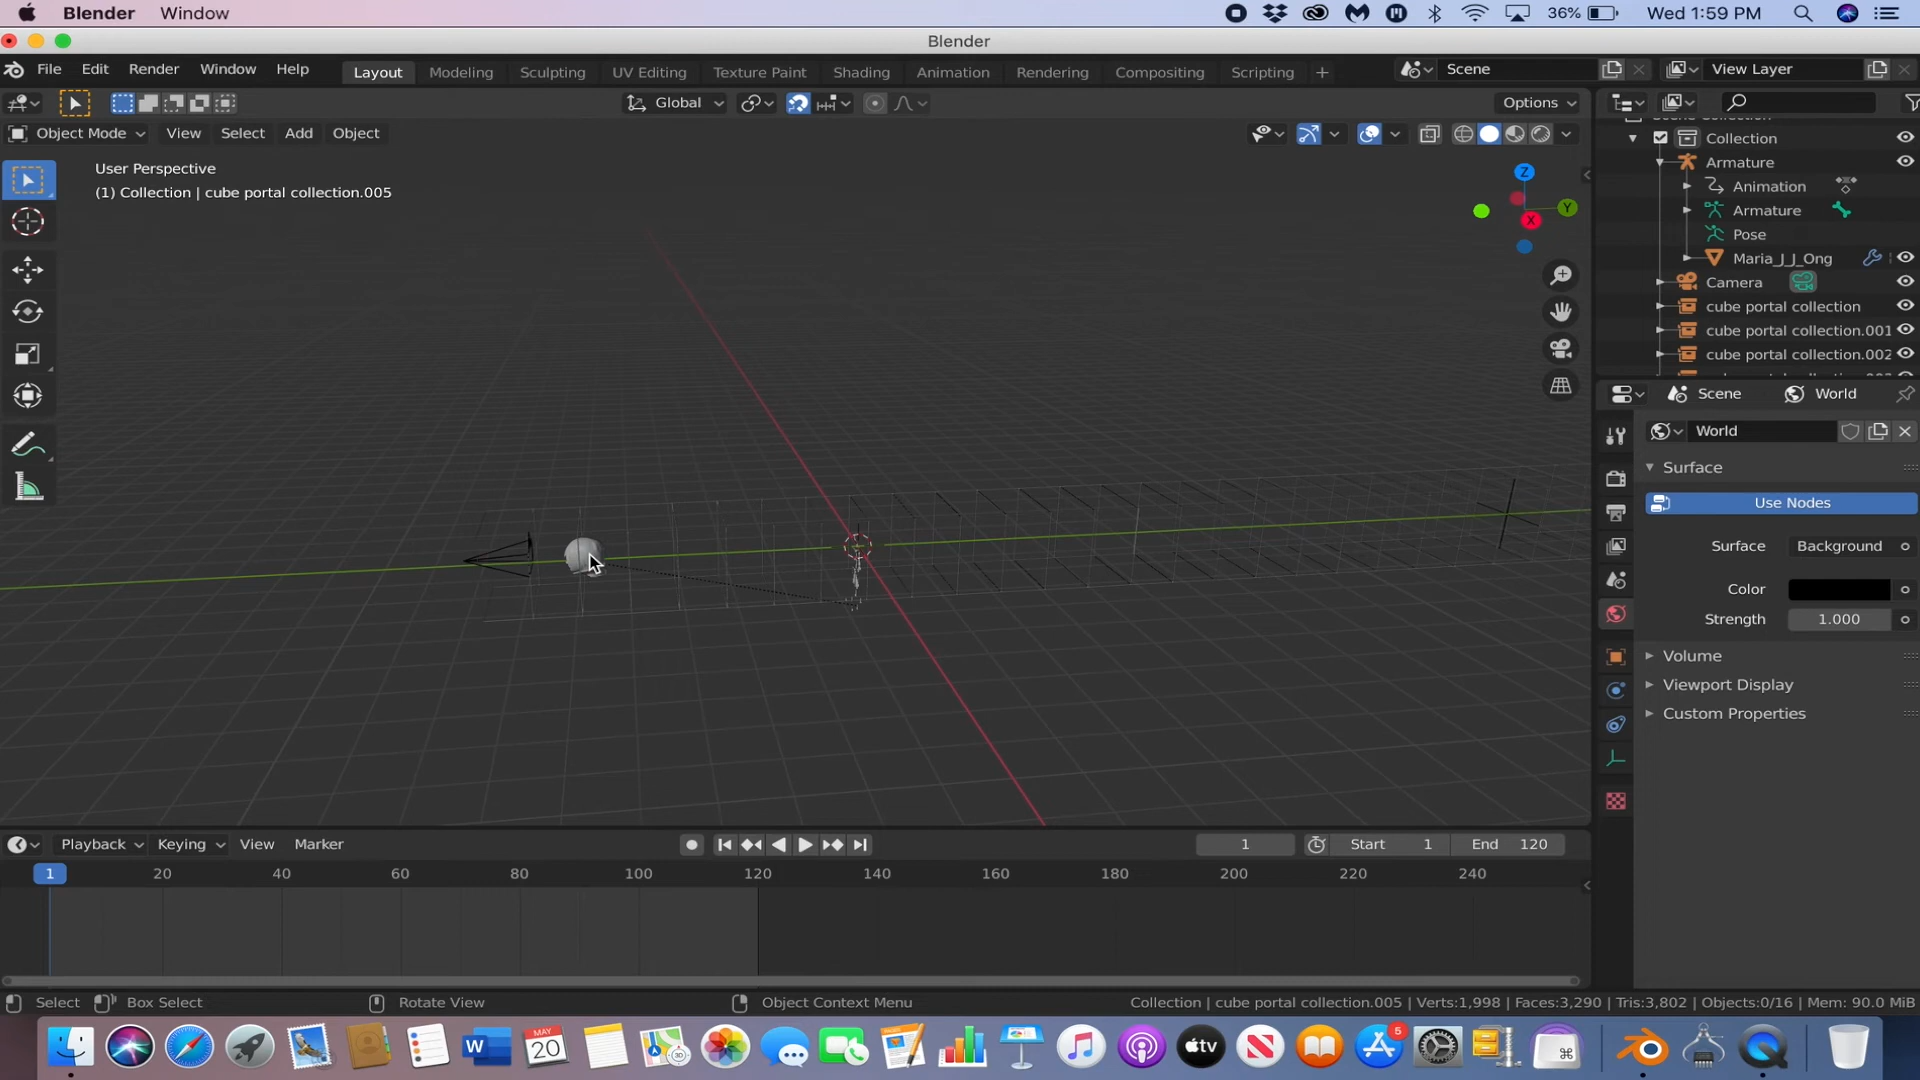 Blender Window 36% Wed 1:59 PM
Blender
File Edit Render Window Help Layout Modeling Sculpting UV Editing Texture Paint Shading Animation Rendering Compositing Scripting + Scene View Layer
Global Options
Object Mode View Select Add Object
User Perspective
(1) Collection | cube portal collection.005
Z
Y
X
Collection
Armature
Animation
Armature
Pose
Maria_J_J_Ong
Camera
cube portal collection
cube portal collection.001
cube portal collection.002
Scene World
World
Surface
Use Nodes
Surface Background
Color
Strength 1.000
Volume
Viewport Display
Custom Properties
Playback Keying View Marker 1 Start 1 End 120
1 20 40 60 80 100 120 140 160 180 200 220 240
Select Box Select Rotate View Object Context Menu Collection | cube portal collection.005 | Verts:1,998 | Faces:3,290 | Tris:3,802 | Objects:0/16 | Mem: 90.0 MiB
MAY
20
W
tv
5